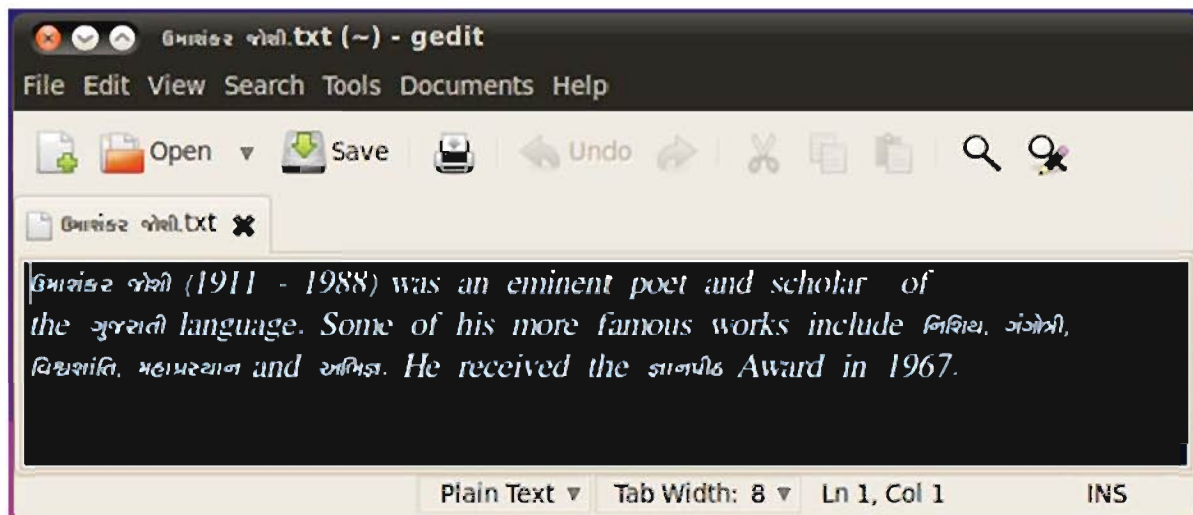 ઉમાશંકર જોશી.txt (~) - gedit
File Edit View Search Tools Documents Help
Open Save Undo
ઉમાશંકર જોશી.txt
ઉમાશંકર જોશી (1911 - 1988) was an eminent poet and scholar of
the ગુજરાતી language. Some of his more famous works include નિશિથ, ગંગોત્રી,
વિશ્વશાંતિ, મહાપ્રસ્થાન and અભિજ્ઞ. He received the જ્ઞાનપીઠ Award in 1967.
Plain Text Tab Width: 8 Ln 1, Col 1 INS